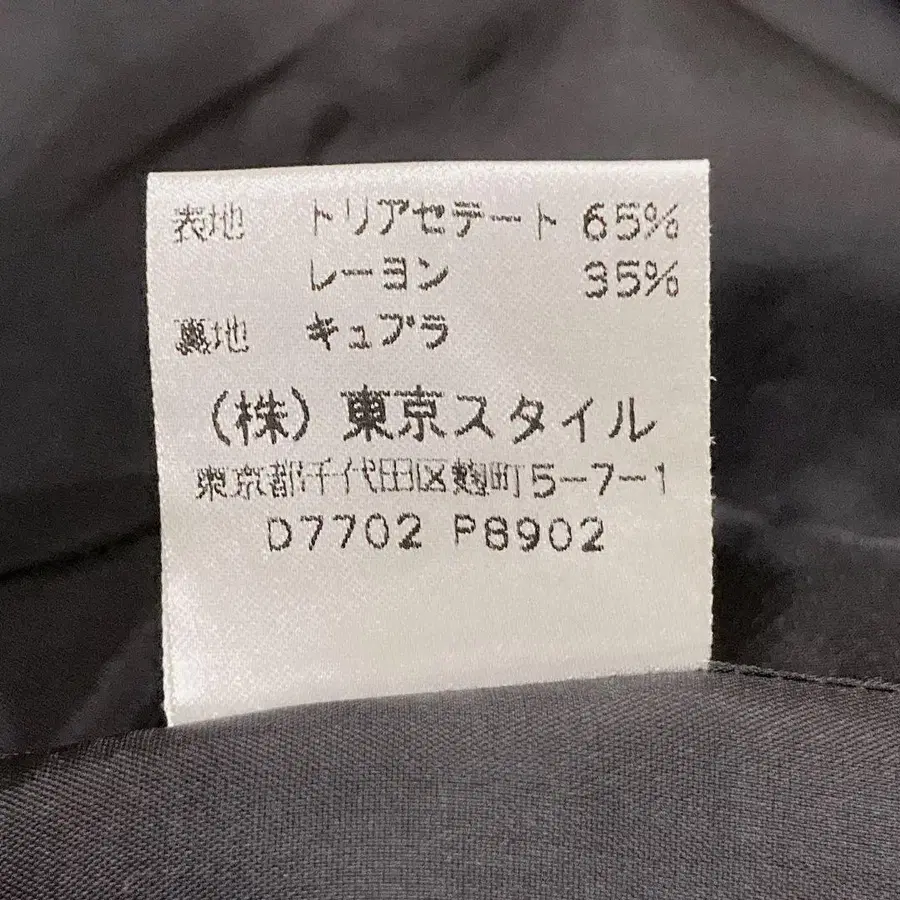 表地 トリアセテート 65%
レーヨン 35%
裏地 キュプラ
(株) 東京スタイル
東京都千代田区麹町5-7-1
D7702 P8902